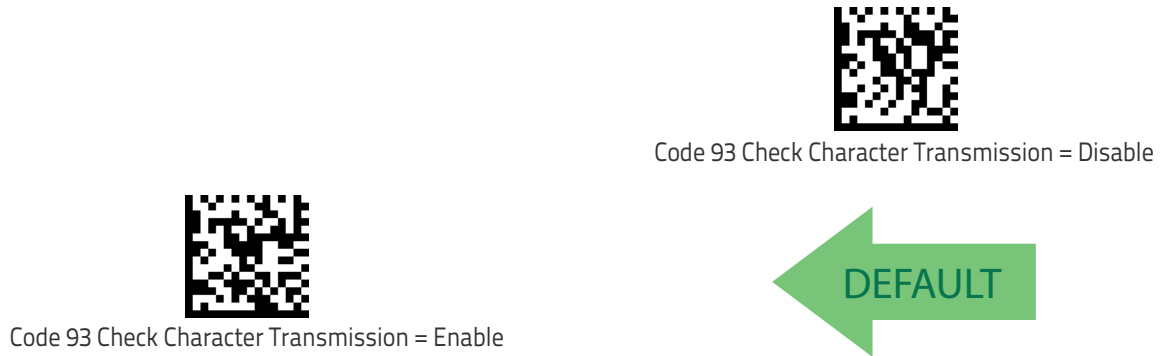 Code 93 Check Character Transmission = Disable
DEFAULT
Code 93 Check Character Transmission = Enable